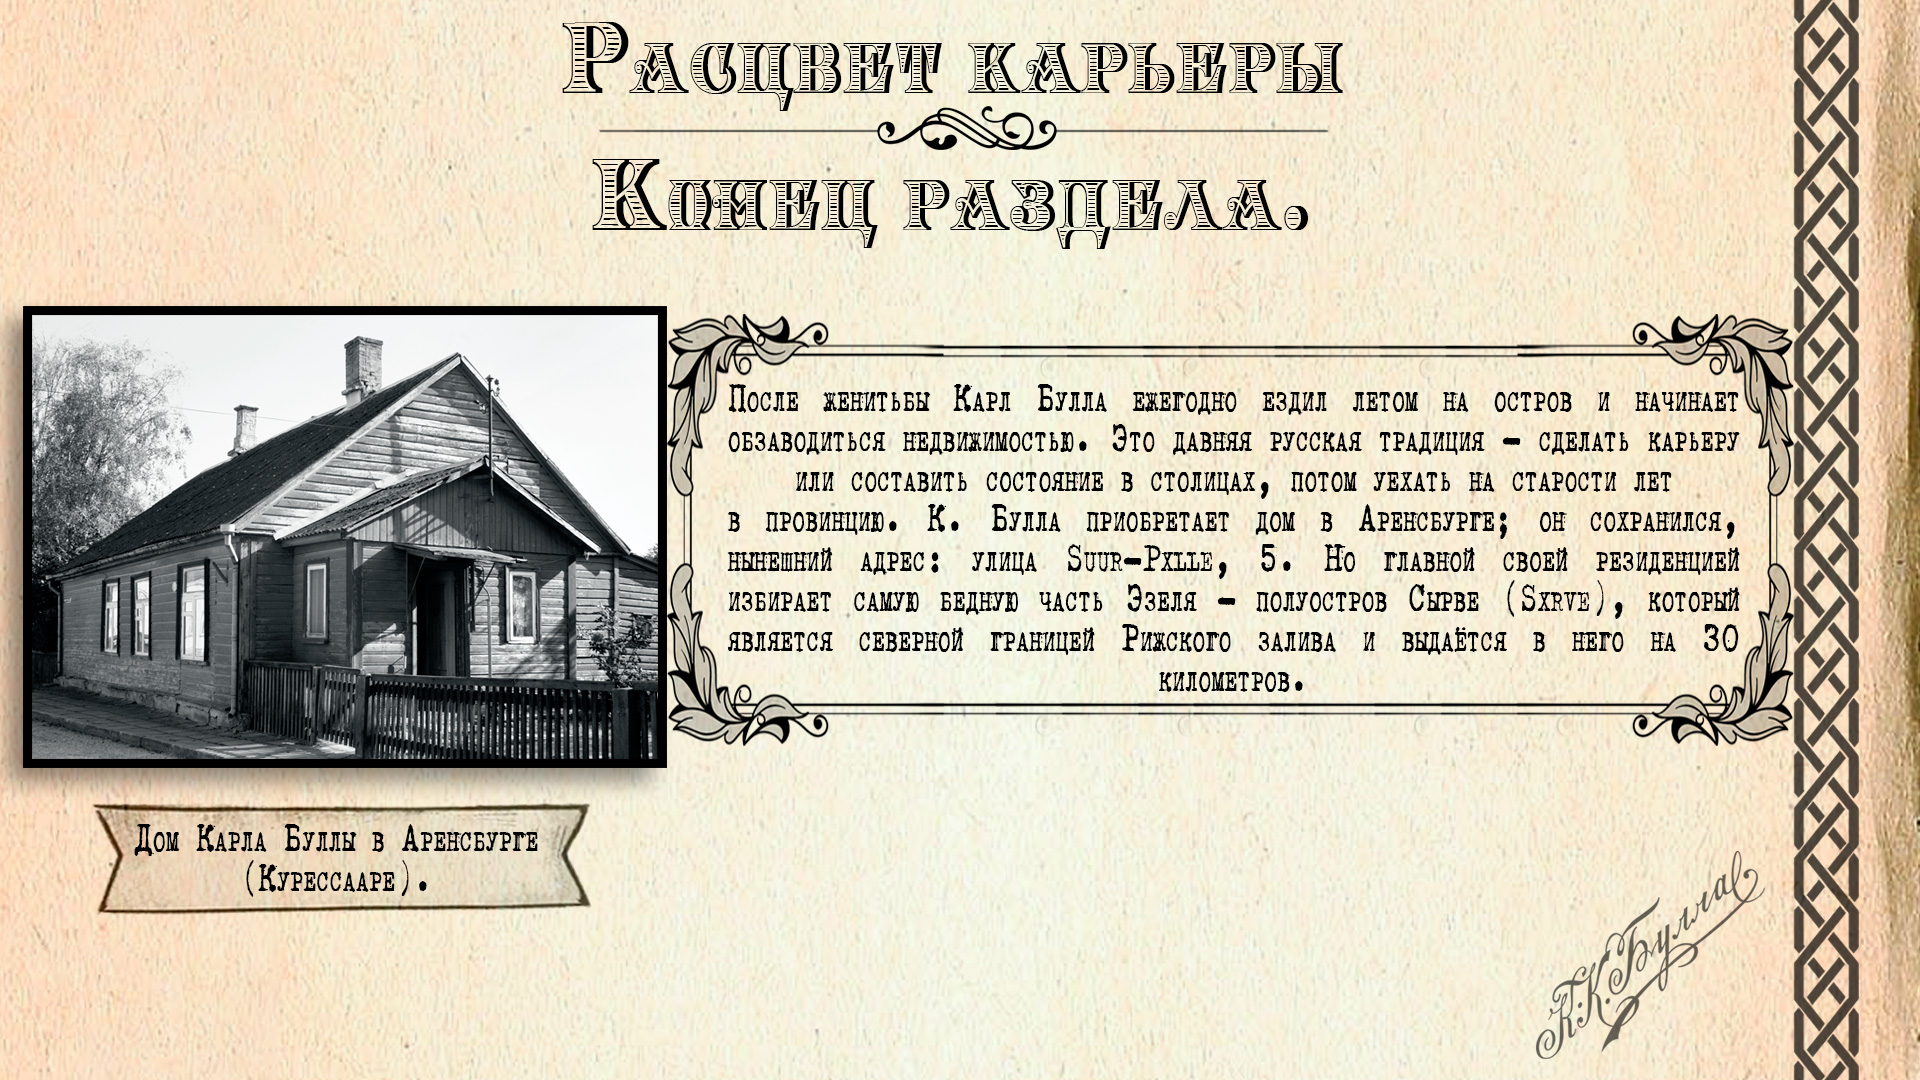 Расцвет карьеры
Конец раздела.
После женитьбы Карл Булла ежегодно ездил летом на остров и начинает
обзаводиться недвижимостью. Это давняя русская традиция – сделать карьеру
или составить состояние в столицах, потом уехать на старости лет
в провинцию. К. Булла приобретает дом в Аренсбурге; он сохранился,
нынешний адрес: улица Suur-Pxlle, 5. Но главной своей резиденцией
избирает самую бедную часть Эзеля – полуостров Сырве (Sxrve), который
является северной границей Рижского залива и выдаётся в него на 30
километров.
Дом Карла Буллы в Аренсбурге
(Курессааре).
К.К.Булла